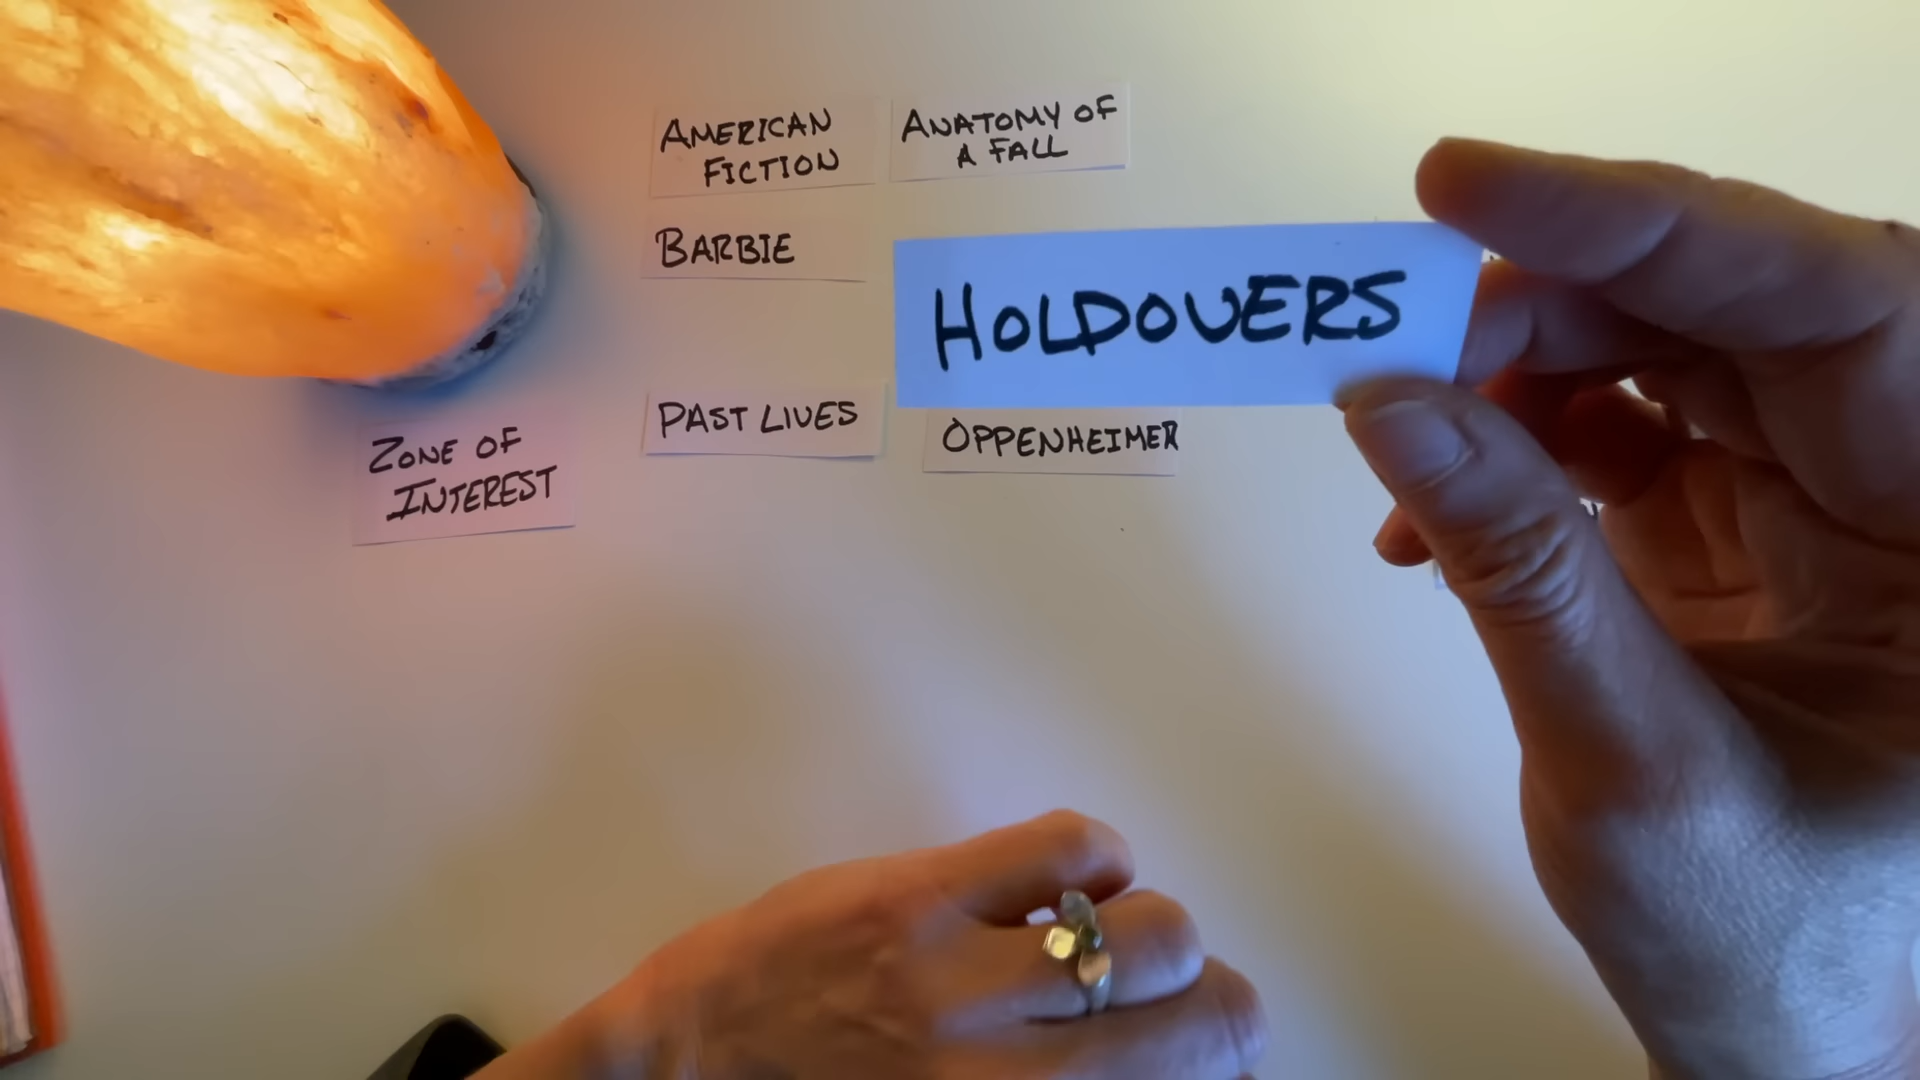 AMERICAN
FICTION
ANATOMY OF
A FALL
BARBIE
HOLDOVERS
PAST LIVES
OPPENHEIMER
ZONE OF
INTEREST